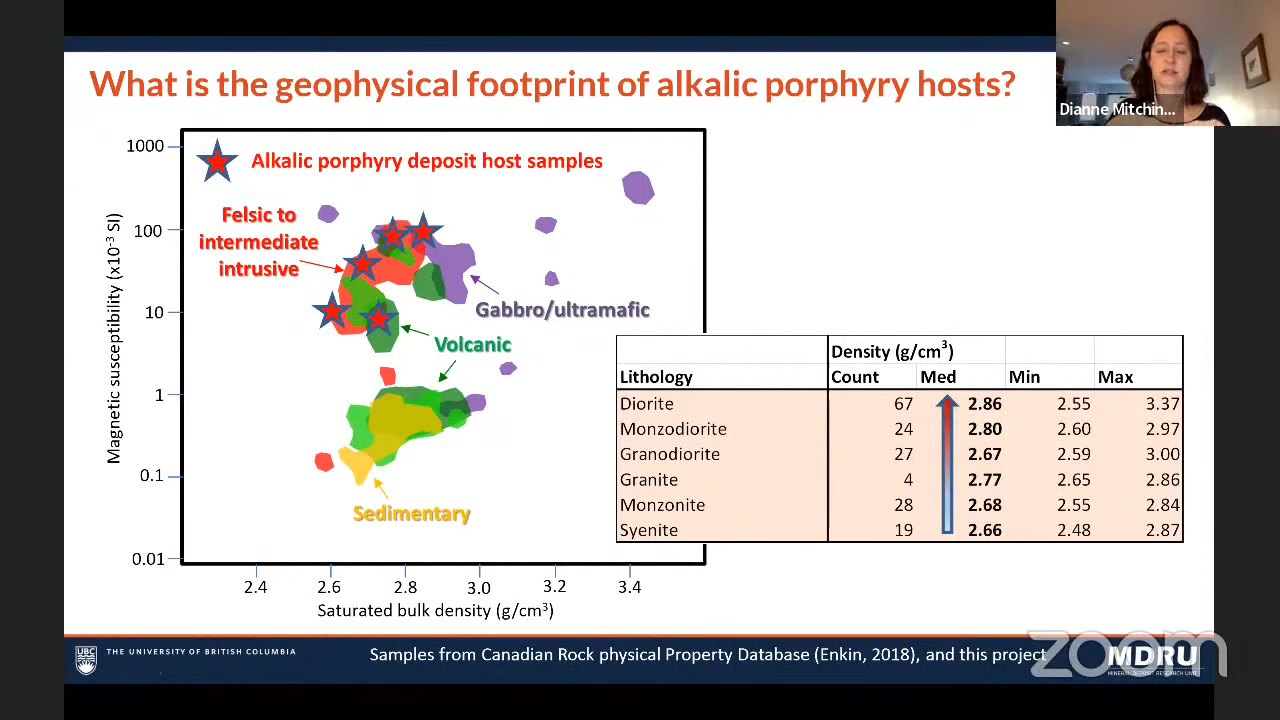 What is the geophysical footprint of alkalic porphyry hosts?
Dianne Mitchin...
1000
100
10
1
0.1
0.01
Magnetic susceptibility (x10⁻³ SI)
Alkalic porphyry deposit host samples
Felsic to
intermediate
intrusive
Gabbro/ultramafic
Volcanic
Sedimentary
2.4 2.6 2.8 3.0 3.2 3.4
Saturated bulk density (g/cm³)
Density (g/cm³)
Lithology Count Med Min Max
Diorite 67 2.86 2.55 3.37
Monzodiorite 24 2.80 2.60 2.97
Granodiorite 27 2.67 2.59 3.00
Granite 4 2.77 2.65 2.86
Monzonite 28 2.68 2.55 2.84
Syenite 19 2.66 2.48 2.87
UBC
THE UNIVERSITY OF BRITISH COLUMBIA
Samples from Canadian Rock physical Property Database (Enkin, 2018), and this project
zoom
MDRU
MINERAL DEPOSIT RESEARCH UNIT